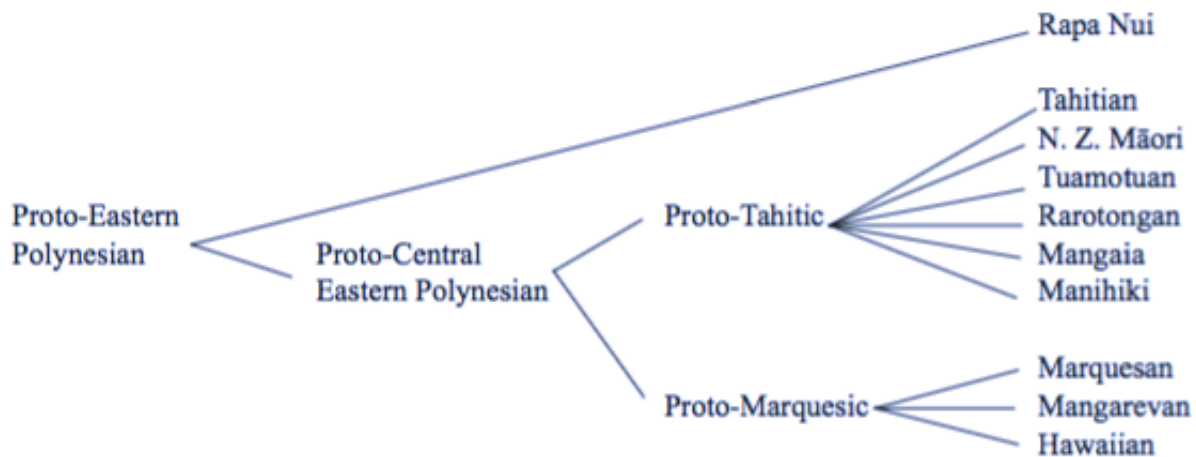 Rapa Nui
Tahitian
N. Z. Māori
Tuamotuan
Proto-Eastern
Polynesian
Proto-Central
Eastern Polynesian
Proto-Tahitic
Rarotongan
Mangaia
Manihiki
Marquesan
Proto-Marquesic
Mangarevan
Hawaiian